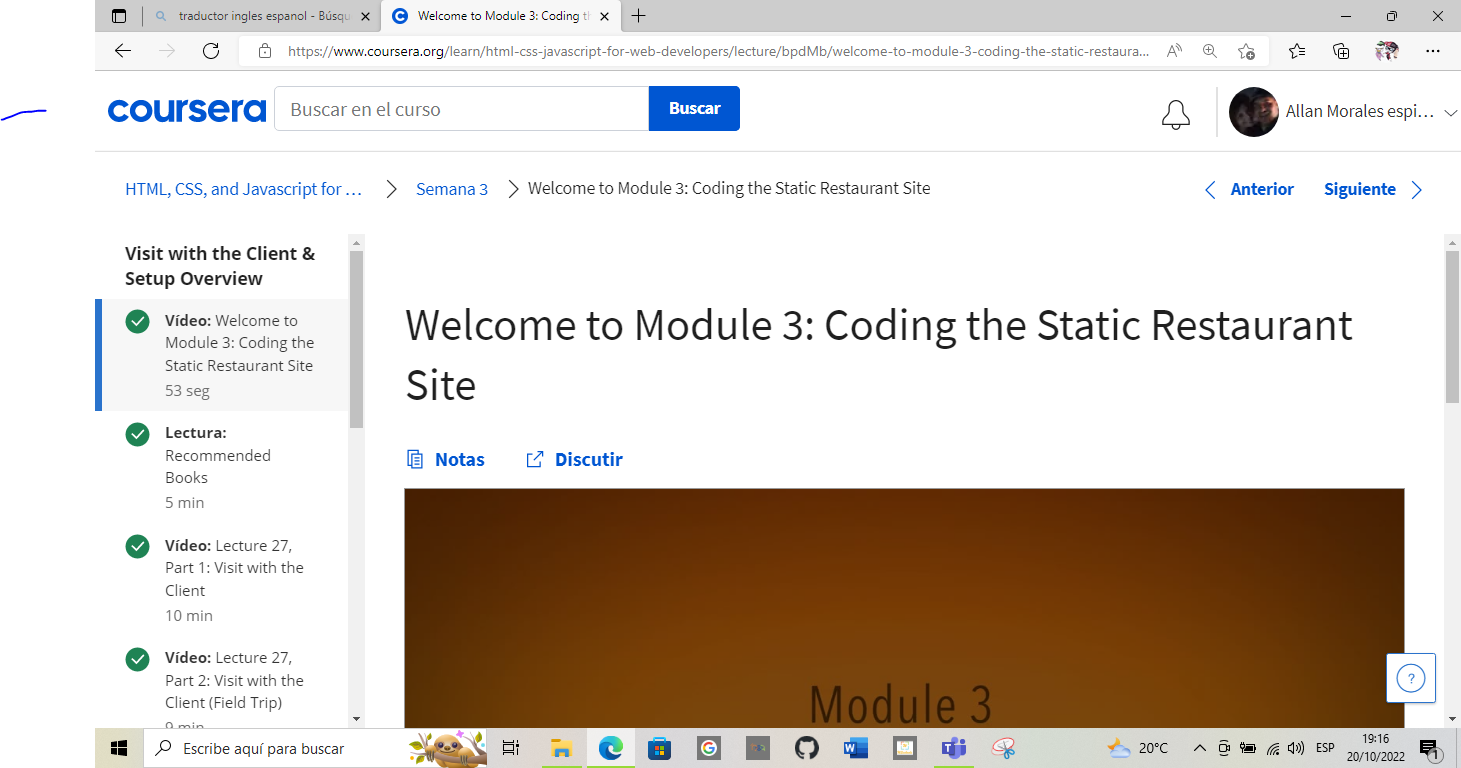 traductor ingles espanol - Búsqu
Welcome to Module 3: Coding t
https://www.coursera.org/learn/html-css-javascript-for-web-developers/lecture/bpdMb/welcome-to-module-3-coding-the-static-restaura...
coursera
Buscar en el curso
Buscar
Allan Morales espi...
HTML, CSS, and Javascript for ...
Semana 3
Welcome to Module 3: Coding the Static Restaurant Site
Anterior
Siguiente
Visit with the Client &
Setup Overview
Vídeo: Welcome to
Module 3: Coding the
Static Restaurant Site
53 seg
Lectura:
Recommended
Books
5 min
Vídeo: Lecture 27,
Part 1: Visit with the
Client
10 min
Vídeo: Lecture 27,
Part 2: Visit with the
Client (Field Trip)
9 min
Welcome to Module 3: Coding the Static Restaurant
Site
Notas
Discutir
Module 3
?
Escribe aquí para buscar
20°C
ESP
19:16
20/10/2022
1